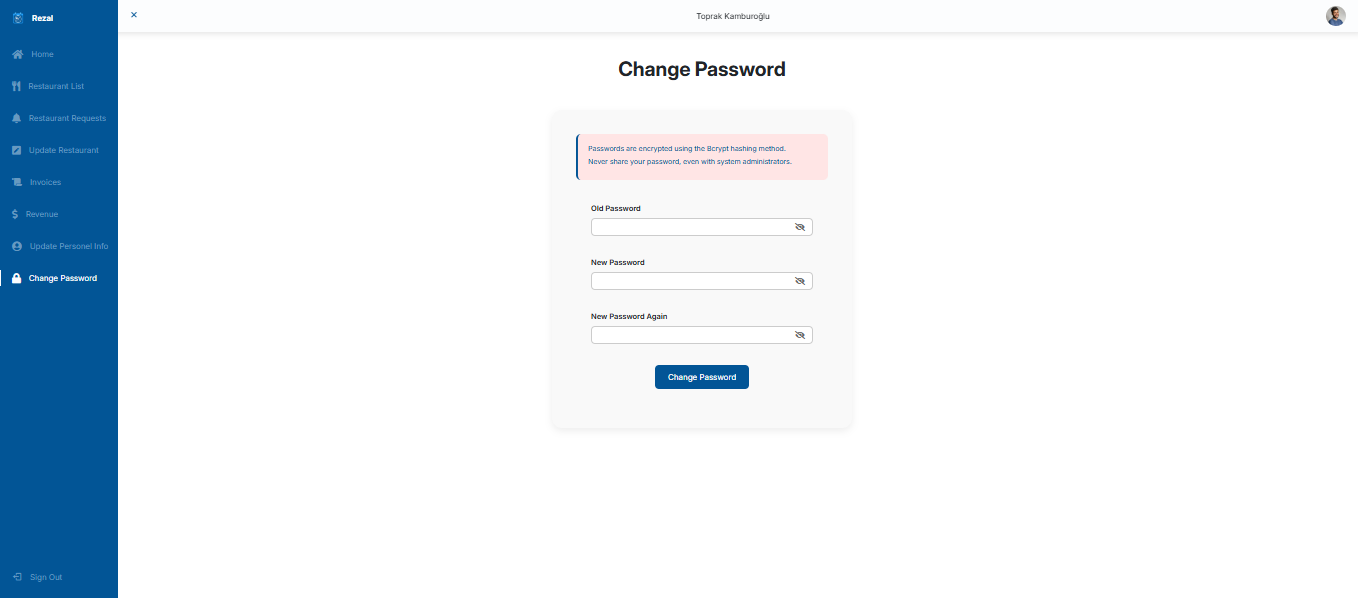 Rezal
Home
Restaurant List
Restaurant Requests
Update Restaurant
Invoices
Revenue
Update Personel Info
Change Password
Sign Out
Toprak Kamburoğlu
Change Password
Passwords are encrypted using the Bcrypt hashing method.
Never share your password, even with system administrators.
Old Password
New Password
New Password Again
Change Password